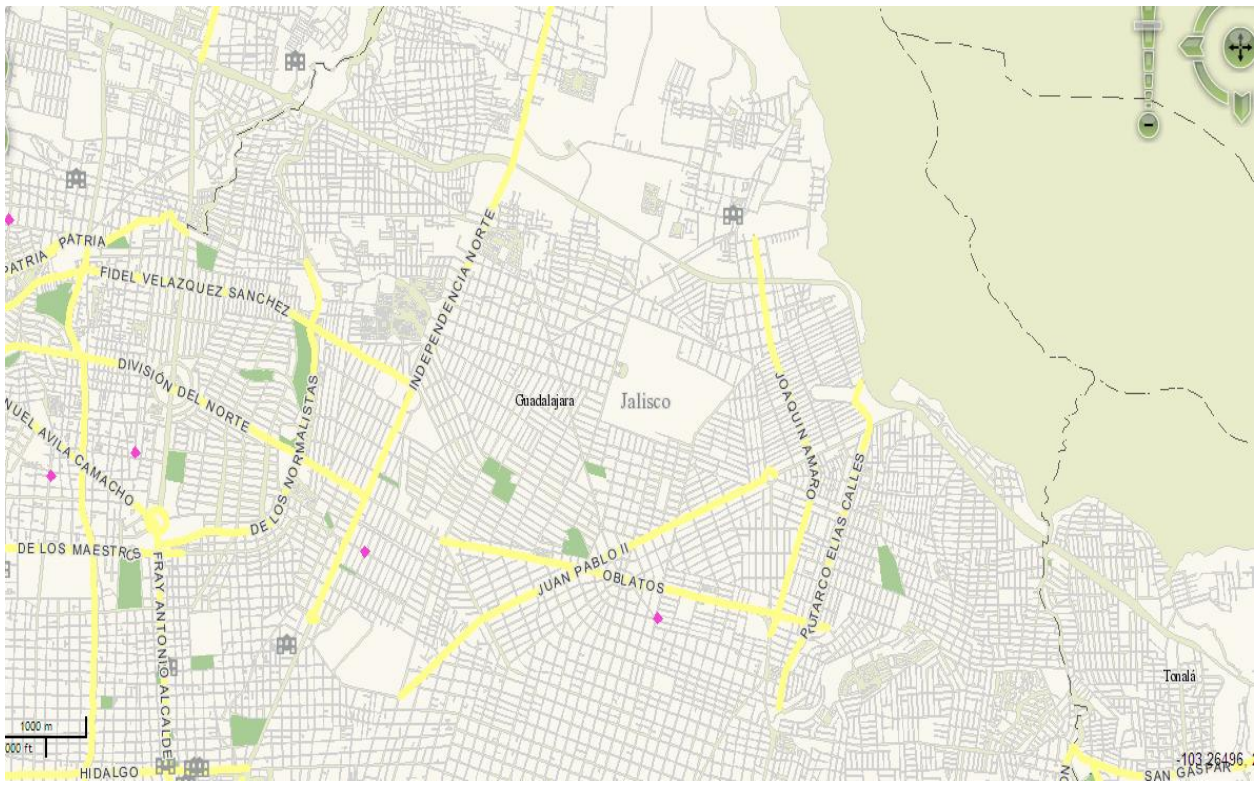 PATRIA
PATRIA
FIDEL VELAZQUEZ SANCHEZ
INDEPENDENCIA NORTE
DIVISIÓN DEL NORTE
NUEL AVILA CAMACHO
DE LOS NORMALISTAS
Guadalajara
Jalisco
JOAQUIN AMARO
PLUTARCO ELIAS CALLES
DE LOS MAESTROS
JUAN PABLO II
OBLATOS
FRAY ANTONIO ALCALDE
Tonalá
1000 m
000 ft
HIDALGO
SAN GASPAR
-103.26496, 2
NO